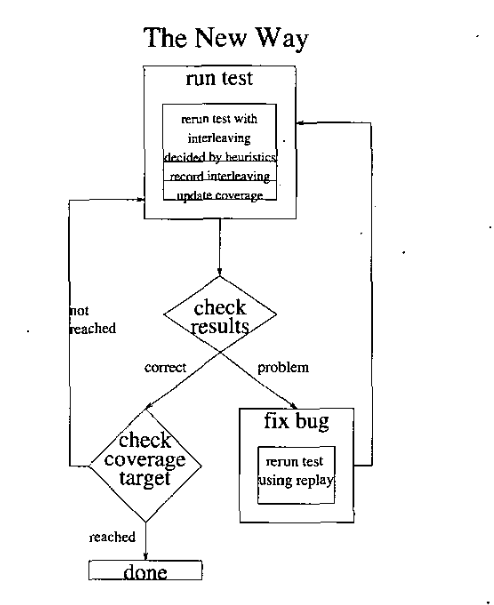 The New Way
run test
rerun test with
interleaving
decided by heuristics
record interleaving
update coverage
check
results
not
reached
correct
problem
check
coverage
target
fix bug
rerun test
using replay
reached
done